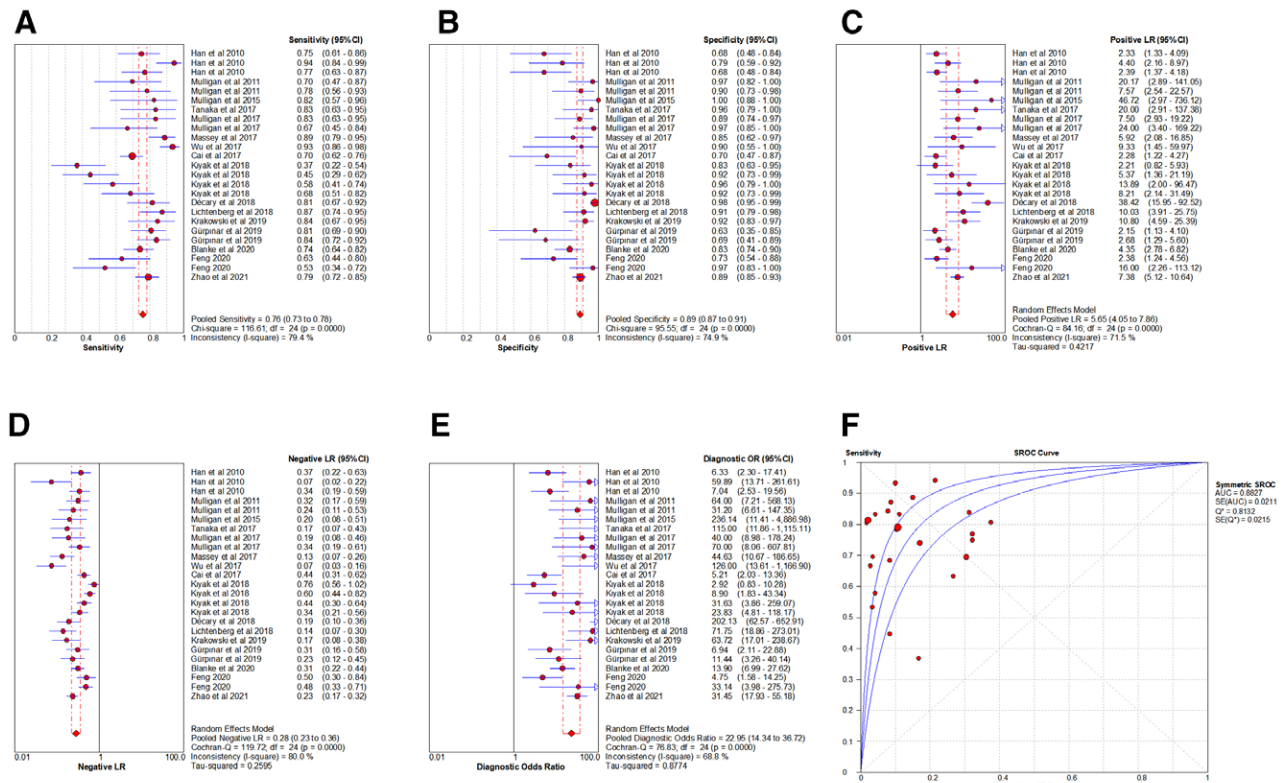 A
Sensitivity (95%CI)
Han et al 2010 0.75 (0.61 - 0.86)
Han et al 2010 0.94 (0.84 - 0.99)
Han et al 2010 0.77 (0.63 - 0.87)
Mulligan et al 2011 0.70 (0.47 - 0.87)
Mulligan et al 2011 0.78 (0.56 - 0.93)
Mulligan et al 2015 0.82 (0.57 - 0.96)
Tanaka et al 2017 0.83 (0.63 - 0.95)
Mulligan et al 2017 0.83 (0.63 - 0.95)
Mulligan et al 2017 0.67 (0.45 - 0.84)
Massey et al 2017 0.89 (0.79 - 0.95)
Wu et al 2017 0.93 (0.86 - 0.98)
Cai et al 2017 0.70 (0.62 - 0.76)
Kiyak et al 2018 0.37 (0.22 - 0.54)
Kiyak et al 2018 0.45 (0.29 - 0.62)
Kiyak et al 2018 0.58 (0.41 - 0.74)
Kiyak et al 2018 0.68 (0.51 - 0.82)
Décary et al 2018 0.81 (0.67 - 0.92)
Lichtenberg et al 2018 0.87 (0.74 - 0.95)
Krakowski et al 2019 0.84 (0.67 - 0.95)
Gürpınar et al 2019 0.81 (0.69 - 0.90)
Gürpınar et al 2019 0.84 (0.72 - 0.92)
Blanke et al 2020 0.74 (0.64 - 0.82)
Feng 2020 0.63 (0.44 - 0.80)
Feng 2020 0.53 (0.34 - 0.72)
Zhao et al 2021 0.79 (0.72 - 0.85)
Pooled Sensitivity = 0.76 (0.73 to 0.78)
Chi-square = 116.61; df = 24 (p = 0.0000)
Inconsistency (I-square) = 79.4 %
0 0.2 0.4 0.6 0.8 1
Sensitivity
B
Specificity (95%CI)
Han et al 2010 0.68 (0.48 - 0.84)
Han et al 2010 0.79 (0.59 - 0.92)
Han et al 2010 0.68 (0.48 - 0.84)
Mulligan et al 2011 0.97 (0.82 - 1.00)
Mulligan et al 2011 0.90 (0.73 - 0.98)
Mulligan et al 2015 1.00 (0.88 - 1.00)
Tanaka et al 2017 0.96 (0.79 - 1.00)
Mulligan et al 2017 0.89 (0.74 - 0.97)
Mulligan et al 2017 0.97 (0.85 - 1.00)
Massey et al 2017 0.85 (0.62 - 0.97)
Wu et al 2017 0.90 (0.55 - 1.00)
Cai et al 2017 0.70 (0.47 - 0.87)
Kiyak et al 2018 0.83 (0.63 - 0.95)
Kiyak et al 2018 0.92 (0.73 - 0.99)
Kiyak et al 2018 0.96 (0.79 - 1.00)
Kiyak et al 2018 0.92 (0.73 - 0.99)
Décary et al 2018 0.98 (0.95 - 0.99)
Lichtenberg et al 2018 0.91 (0.79 - 0.98)
Krakowski et al 2019 0.92 (0.84 - 0.97)
Gürpınar et al 2019 0.63 (0.35 - 0.85)
Gürpınar et al 2019 0.69 (0.41 - 0.89)
Blanke et al 2020 0.83 (0.74 - 0.90)
Feng 2020 0.73 (0.54 - 0.88)
Feng 2020 0.97 (0.83 - 1.00)
Zhao et al 2021 0.89 (0.85 - 0.93)
Pooled Specificity = 0.89 (0.87 to 0.91)
Chi-square = 95.55; df = 24 (p = 0.0000)
Inconsistency (I-square) = 74.9 %
0 0.2 0.4 0.6 0.8 1
Specificity
C
Positive LR (95%CI)
Han et al 2010 2.33 (1.33 - 4.09)
Han et al 2010 4.40 (2.16 - 8.97)
Han et al 2010 2.39 (1.37 - 4.18)
Mulligan et al 2011 20.17 (2.89 - 141.05)
Mulligan et al 2011 7.57 (2.54 - 22.57)
Mulligan et al 2015 46.72 (2.97 - 736.12)
Tanaka et al 2017 20.00 (2.91 - 137.38)
Mulligan et al 2017 7.50 (2.93 - 19.22)
Mulligan et al 2017 24.00 (3.40 - 169.22)
Massey et al 2017 5.92 (2.08 - 16.85)
Wu et al 2017 9.33 (1.45 - 59.97)
Cai et al 2017 2.28 (1.22 - 4.27)
Kiyak et al 2018 2.21 (0.82 - 5.93)
Kiyak et al 2018 5.37 (1.36 - 21.19)
Kiyak et al 2018 13.89 (2.00 - 96.47)
Kiyak et al 2018 8.21 (2.14 - 31.49)
Décary et al 2018 38.42 (15.95 - 92.52)
Lichtenberg et al 2018 10.03 (3.91 - 25.75)
Krakowski et al 2019 10.80 (4.59 - 25.39)
Gürpınar et al 2019 2.15 (1.13 - 4.10)
Gürpınar et al 2019 2.68 (1.29 - 5.60)
Blanke et al 2020 4.35 (2.78 - 6.82)
Feng 2020 2.38 (1.24 - 4.56)
Feng 2020 16.00 (2.26 - 113.12)
Zhao et al 2021 7.38 (5.12 - 10.64)
Random Effects Model
Pooled Positive LR = 5.65 (4.05 to 7.86)
Cochran-Q = 84.16; df = 24 (p = 0.0000)
Inconsistency (I-square) = 71.5 %
Tau-squared = 0.4217
0.01 1 100.0
Positive LR
D
Negative LR (95%CI)
Han et al 2010 0.37 (0.22 - 0.63)
Han et al 2010 0.07 (0.02 - 0.22)
Han et al 2010 0.34 (0.19 - 0.59)
Mulligan et al 2011 0.32 (0.17 - 0.59)
Mulligan et al 2011 0.24 (0.11 - 0.53)
Mulligan et al 2015 0.20 (0.08 - 0.51)
Tanaka et al 2017 0.17 (0.07 - 0.43)
Mulligan et al 2017 0.19 (0.08 - 0.46)
Mulligan et al 2017 0.34 (0.19 - 0.61)
Massey et al 2017 0.13 (0.07 - 0.26)
Wu et al 2017 0.07 (0.03 - 0.16)
Cai et al 2017 0.44 (0.31 - 0.62)
Kiyak et al 2018 0.76 (0.56 - 1.02)
Kiyak et al 2018 0.60 (0.44 - 0.82)
Kiyak et al 2018 0.44 (0.30 - 0.64)
Kiyak et al 2018 0.34 (0.21 - 0.56)
Décary et al 2018 0.19 (0.10 - 0.36)
Lichtenberg et al 2018 0.14 (0.07 - 0.30)
Krakowski et al 2019 0.17 (0.08 - 0.38)
Gürpınar et al 2019 0.31 (0.16 - 0.58)
Gürpınar et al 2019 0.23 (0.12 - 0.45)
Blanke et al 2020 0.31 (0.22 - 0.44)
Feng 2020 0.50 (0.30 - 0.84)
Feng 2020 0.48 (0.33 - 0.71)
Zhao et al 2021 0.23 (0.17 - 0.32)
Random Effects Model
Pooled Negative LR = 0.28 (0.23 to 0.36)
Cochran-Q = 119.72; df = 24 (p = 0.0000)
Inconsistency (I-square) = 80.0 %
Tau-squared = 0.2595
0.01 1 100.0
Negative LR
E
Diagnostic OR (95%CI)
Han et al 2010 6.33 (2.30 - 17.41)
Han et al 2010 59.89 (13.71 - 261.61)
Han et al 2010 7.04 (2.53 - 19.56)
Mulligan et al 2011 64.00 (7.21 - 568.13)
Mulligan et al 2011 31.20 (6.61 - 147.35)
Mulligan et al 2015 236.14 (11.41 - 4,886.98)
Tanaka et al 2017 115.00 (11.86 - 1,115.11)
Mulligan et al 2017 40.00 (8.98 - 178.24)
Mulligan et al 2017 70.00 (8.06 - 607.81)
Massey et al 2017 44.63 (10.67 - 186.65)
Wu et al 2017 126.00 (13.61 - 1,166.90)
Cai et al 2017 5.21 (2.03 - 13.36)
Kiyak et al 2018 2.92 (0.83 - 10.28)
Kiyak et al 2018 8.90 (1.83 - 43.34)
Kiyak et al 2018 31.63 (3.86 - 259.07)
Kiyak et al 2018 23.83 (4.81 - 118.17)
Décary et al 2018 202.13 (62.57 - 652.91)
Lichtenberg et al 2018 71.75 (18.86 - 273.01)
Krakowski et al 2019 63.72 (17.01 - 238.67)
Gürpınar et al 2019 6.94 (2.11 - 22.88)
Gürpınar et al 2019 11.44 (3.26 - 40.14)
Blanke et al 2020 13.90 (6.99 - 27.62)
Feng 2020 4.75 (1.58 - 14.25)
Feng 2020 33.14 (3.98 - 275.73)
Zhao et al 2021 31.45 (17.93 - 55.18)
Random Effects Model
Pooled Diagnostic Odds Ratio = 22.95 (14.34 to 36.72)
Cochran-Q = 76.83; df = 24 (p = 0.0000)
Inconsistency (I-square) = 68.8 %
Tau-squared = 0.8774
0.01 1 100.0
Diagnostic Odds Ratio
F
Sensitivity SROC Curve
1
0.9
0.8
0.7
0.6
0.5
0.4
0.3
0.2
0.1
0
0 0.2 0.4 0.6 0.8 1
Symmetric SROC
AUC = 0.8827
SE(AUC) = 0.0211
Q* = 0.8132
SE(Q*) = 0.0215